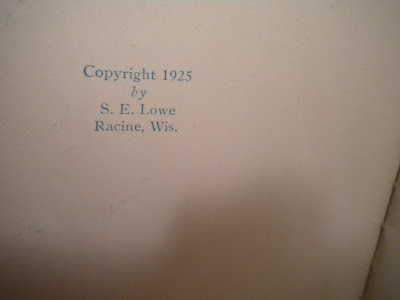 Copyright 1925
by
S. E. Lowe
Racine, Wis.